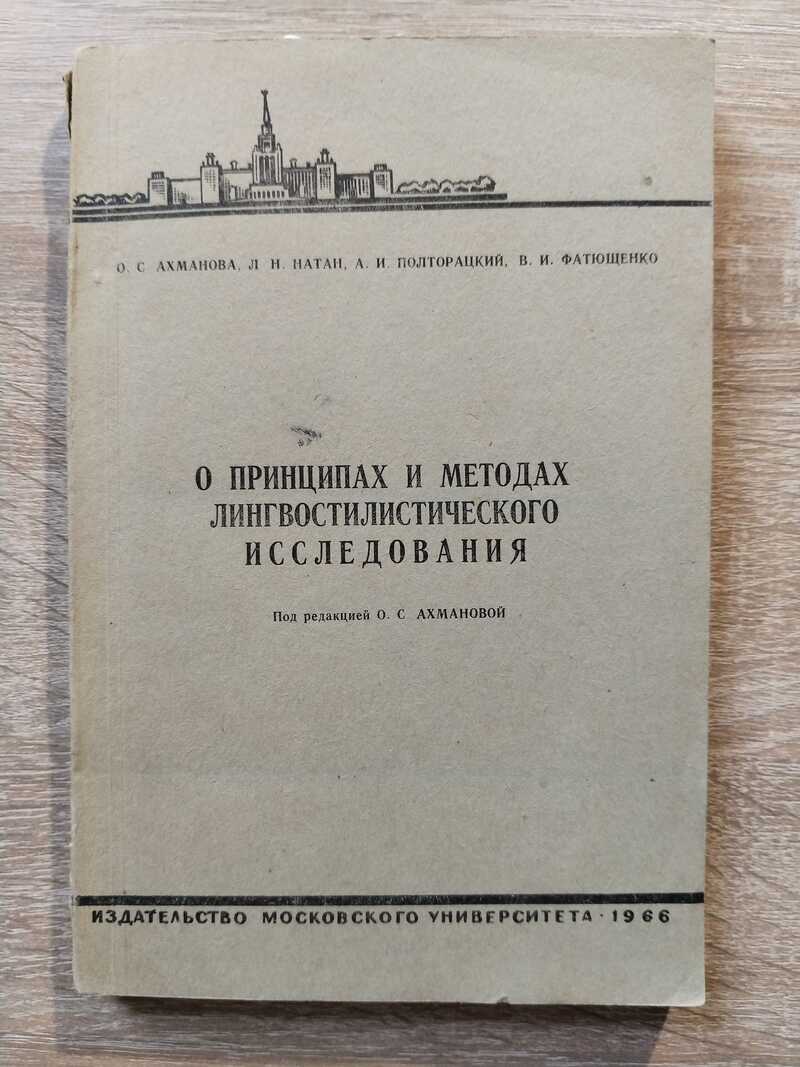 О. С АХМАНОВА, Л Н. НАТАН, А. И. ПОЛТОРАЦКИЙ, В. И. ФАТЮЩЕНКО
О ПРИНЦИПАХ И МЕТОДАХ
ЛИНГВОСТИЛИСТИЧЕСКОГО
ИССЛЕДОВАНИЯ
Под редакцией О. С АХМАНОВОЙ
ИЗДАТЕЛЬСТВО МОСКОВСКОГО УНИВЕРСИТЕТА · 1966